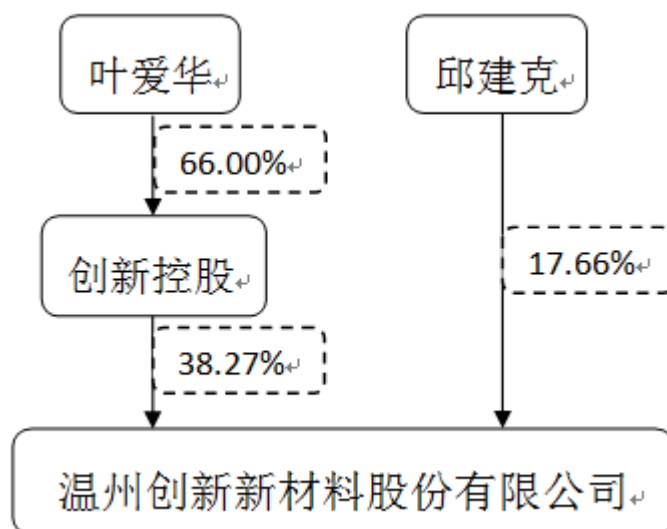 叶爱华
邱建克
66.00%
创新控股
17.66%
38.27%
温州创新新材料股份有限公司